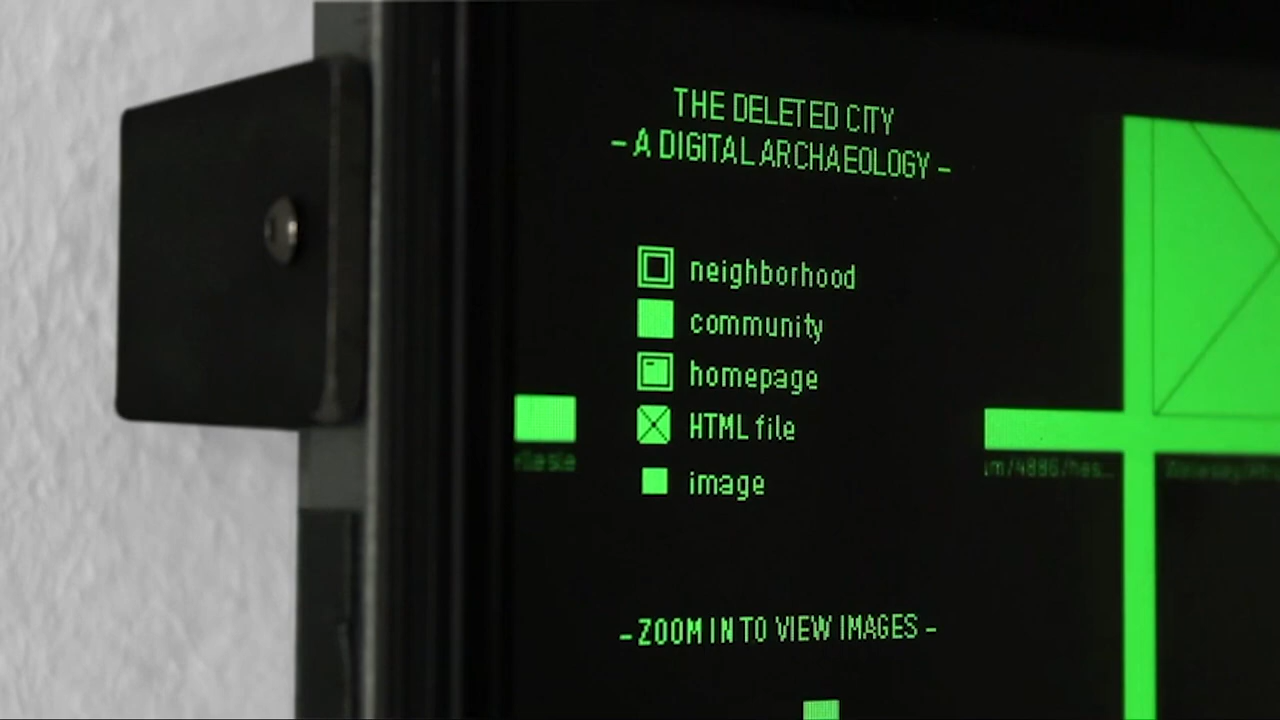 THE DELETED CITY
– A DIGITAL ARCHAEOLOGY –
neighborhood
community
homepage
HTML file
image
– ZOOM IN TO VIEW IMAGES –